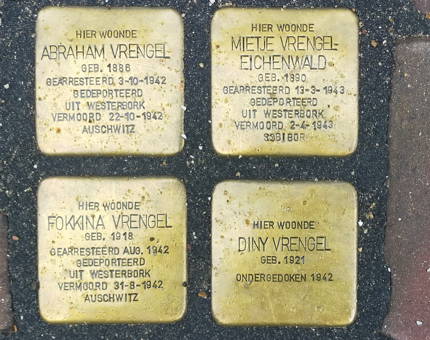 HIER WOONDE
ABRAHAM VRENGEL
GEB. 1886
GEARRESTEERD 3-10-1942
GEDEPORTEERD
UIT WESTERBORK
VERMOORD 22-10-1942
AUSCHWITZ
HIER WOONDE
MIETJE VRENGEL-
EICHENWALD
GEB. 1890
GEARRESTEERD 13-3-1943
GEDEPORTEERD
UIT WESTERBORK
VERMOORD 2-4-1943
SOBIBOR
HIER WOONDE
FOKKINA VRENGEL
GEB. 1918
GEARRESTEERD AUG. 1942
GEDEPORTEERD
UIT WESTERBORK
VERMOORD 31-8-1942
AUSCHWITZ
HIER WOONDE
DINY VRENGEL
GEB. 1921
ONDERGEDOKEN 1942